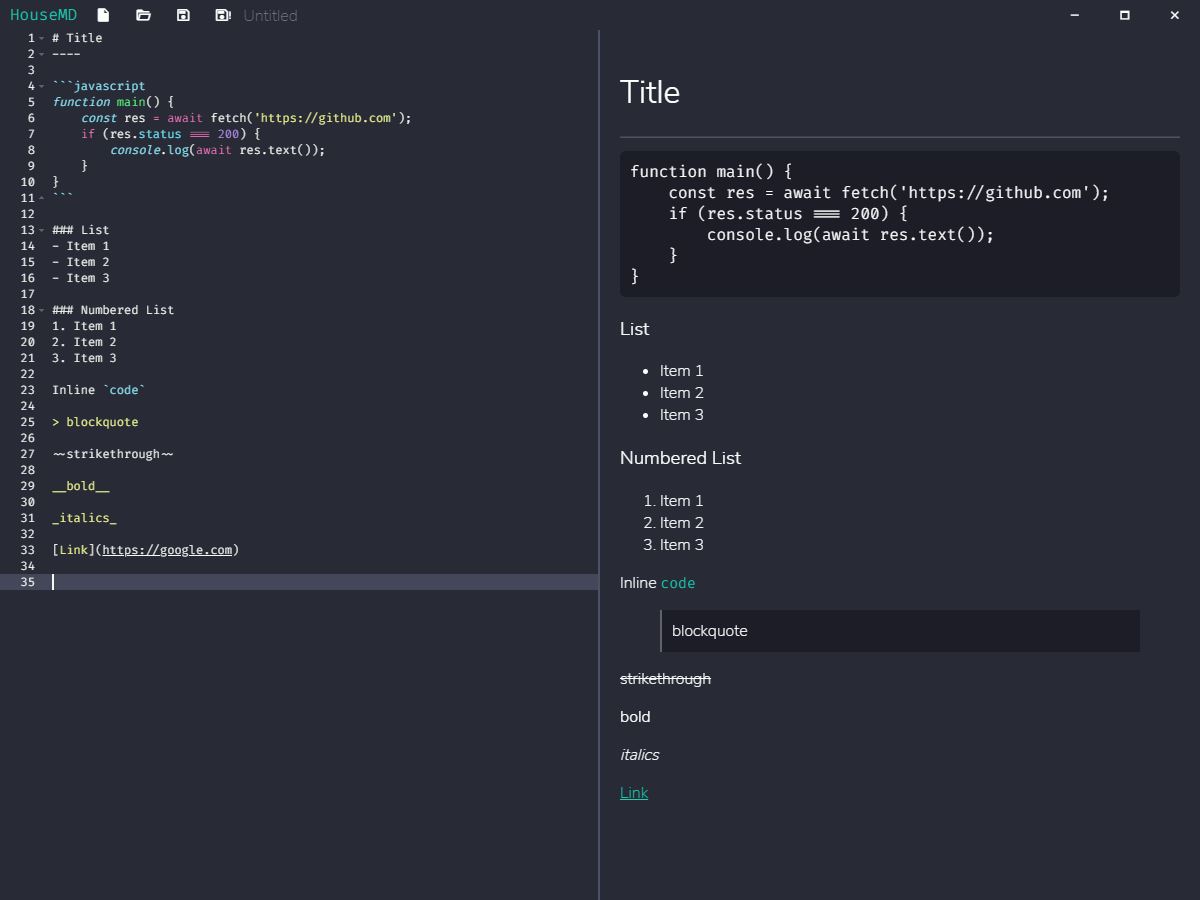 HouseMD Untitled
1 # Title
2 ----
3
4 ```javascript
5 function main() {
6     const res = await fetch('https://github.com');
7     if (res.status === 200) {
8         console.log(await res.text());
9     }
10 }
11 ```
12
13 ### List
14 - Item 1
15 - Item 2
16 - Item 3
17
18 ### Numbered List
19 1. Item 1
20 2. Item 2
21 3. Item 3
22
23 Inline `code`
24
25 > blockquote
26
27 ~~strikethrough~~
28
29 __bold__
30
31 _italics_
32
33 [Link](https://google.com)
34
35
Title
function main() {
    const res = await fetch('https://github.com');
    if (res.status === 200) {
        console.log(await res.text());
    }
}
List
• Item 1
• Item 2
• Item 3
Numbered List
1. Item 1
2. Item 2
3. Item 3
Inline code
blockquote
strikethrough
bold
italics
Link